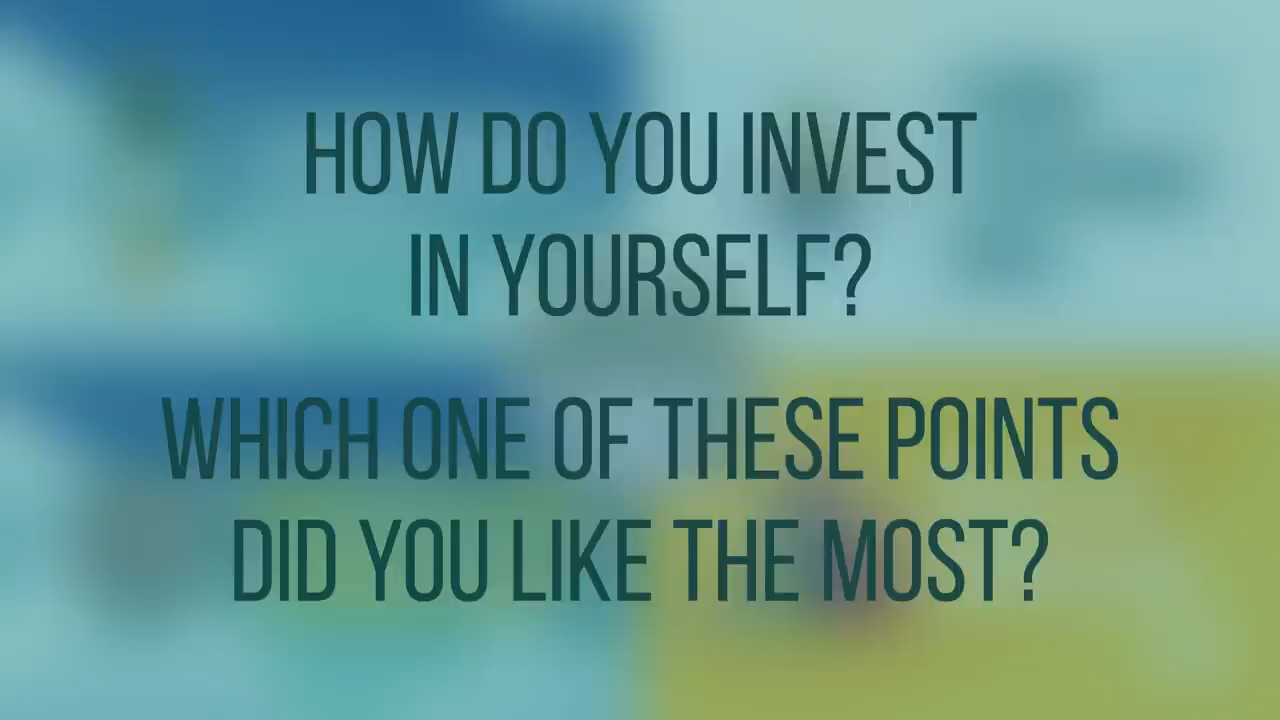 HOW DO YOU INVEST
IN YOURSELF?
WHICH ONE OF THESE POINTS
DID YOU LIKE THE MOST?